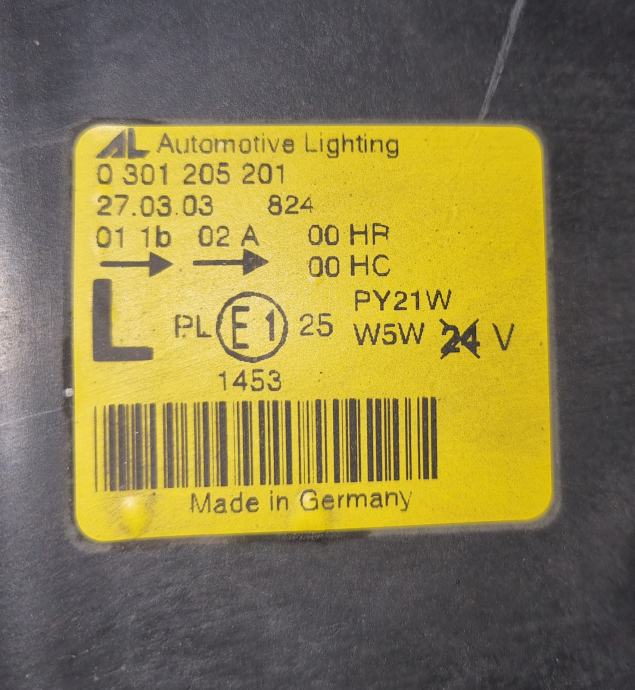 AL Automotive Lighting
0 301 205 201
27.03.03 824
01 1b 02 A 00 HR
00 HC
L PL E1 25 PY21W
W5W 24 V
1453
Made in Germany